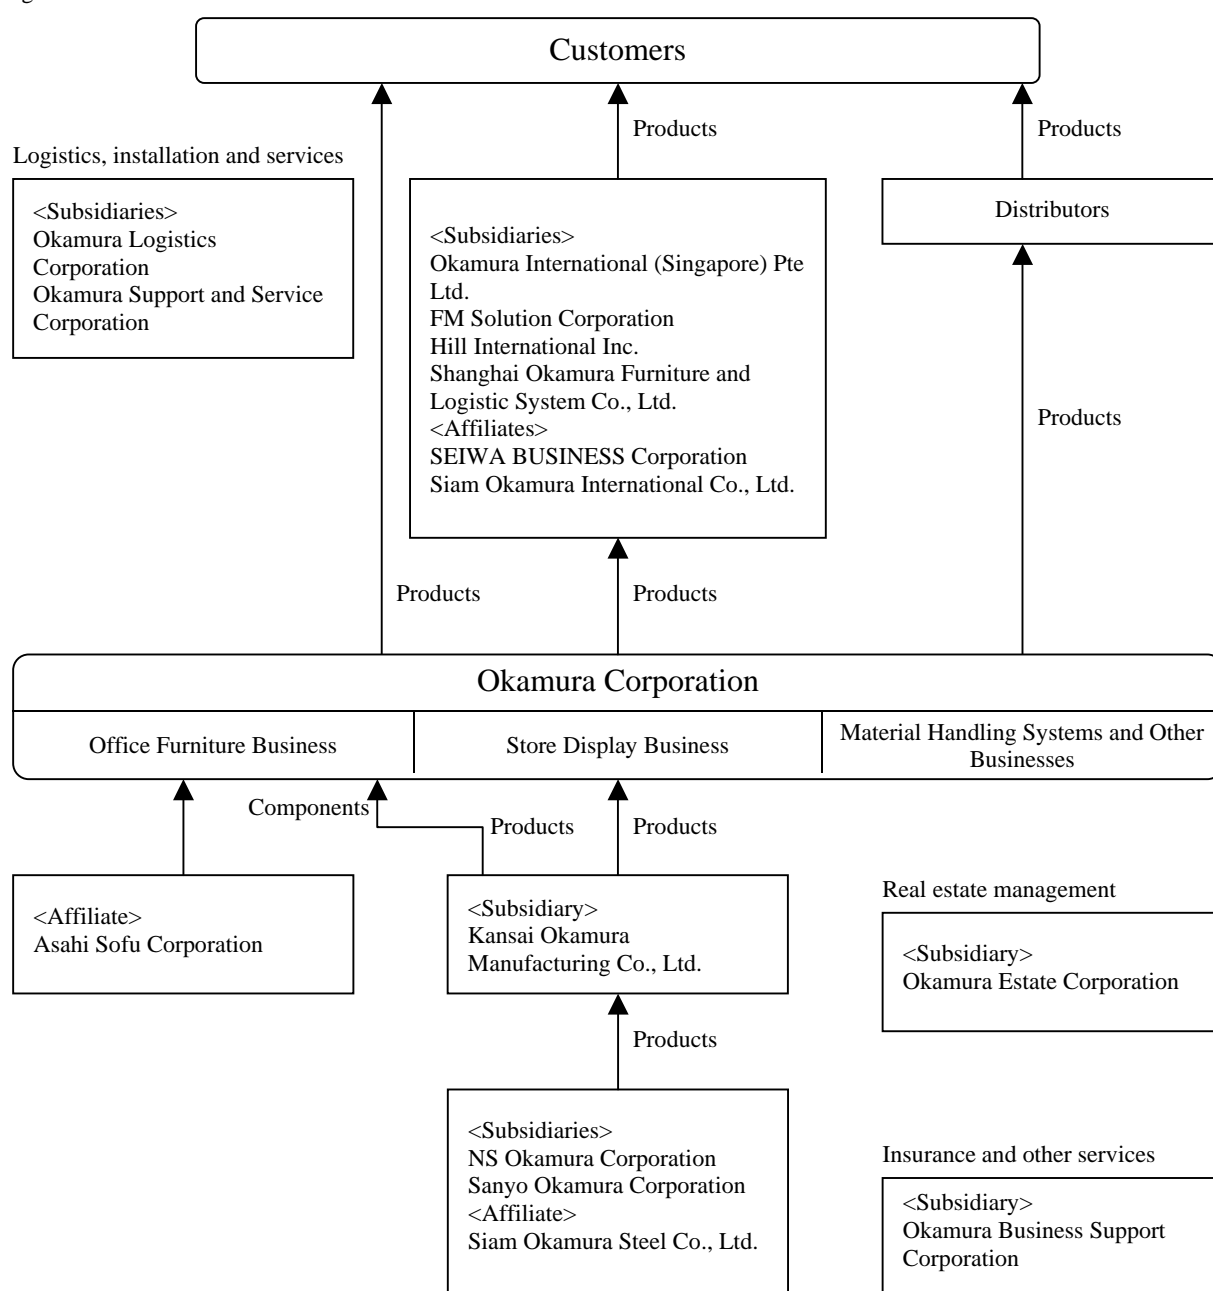 Customers
Products
Products
Logistics, installation and services
<Subsidiaries>
Okamura Logistics
Corporation
Okamura Support and Service
Corporation
<Subsidiaries>
Okamura International (Singapore) Pte
Ltd.
FM Solution Corporation
Hill International Inc.
Shanghai Okamura Furniture and
Logistic System Co., Ltd.
<Affiliates>
SEIWA BUSINESS Corporation
Siam Okamura International Co., Ltd.
Distributors
Products
Products
Products
Okamura Corporation
Office Furniture Business
Store Display Business
Material Handling Systems and Other
Businesses
Components
Products
Products
<Affiliate>
Asahi Sofu Corporation
<Subsidiary>
Kansai Okamura
Manufacturing Co., Ltd.
Real estate management
<Subsidiary>
Okamura Estate Corporation
Products
<Subsidiaries>
NS Okamura Corporation
Sanyo Okamura Corporation
<Affiliate>
Siam Okamura Steel Co., Ltd.
Insurance and other services
<Subsidiary>
Okamura Business Support
Corporation